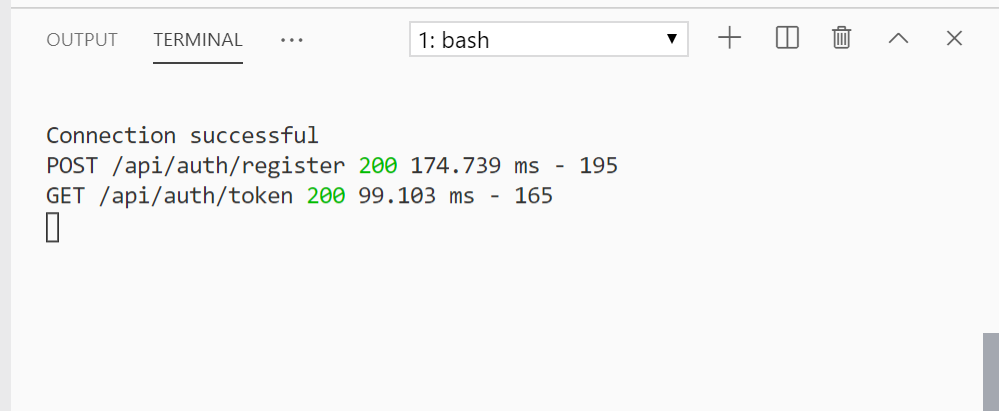 OUTPUT TERMINAL ••• 1: bash
Connection successful
POST /api/auth/register 200 174.739 ms - 195
GET /api/auth/token 200 99.103 ms - 165